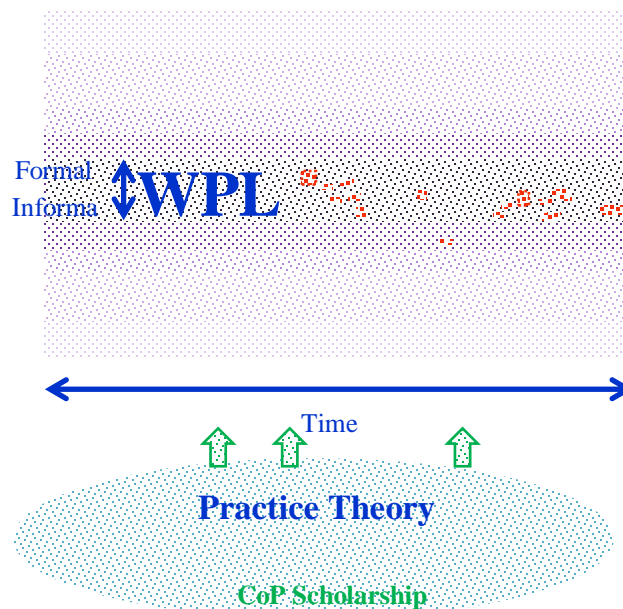 Formal
Informa
WPL
Time
Practice Theory
CoP Scholarship